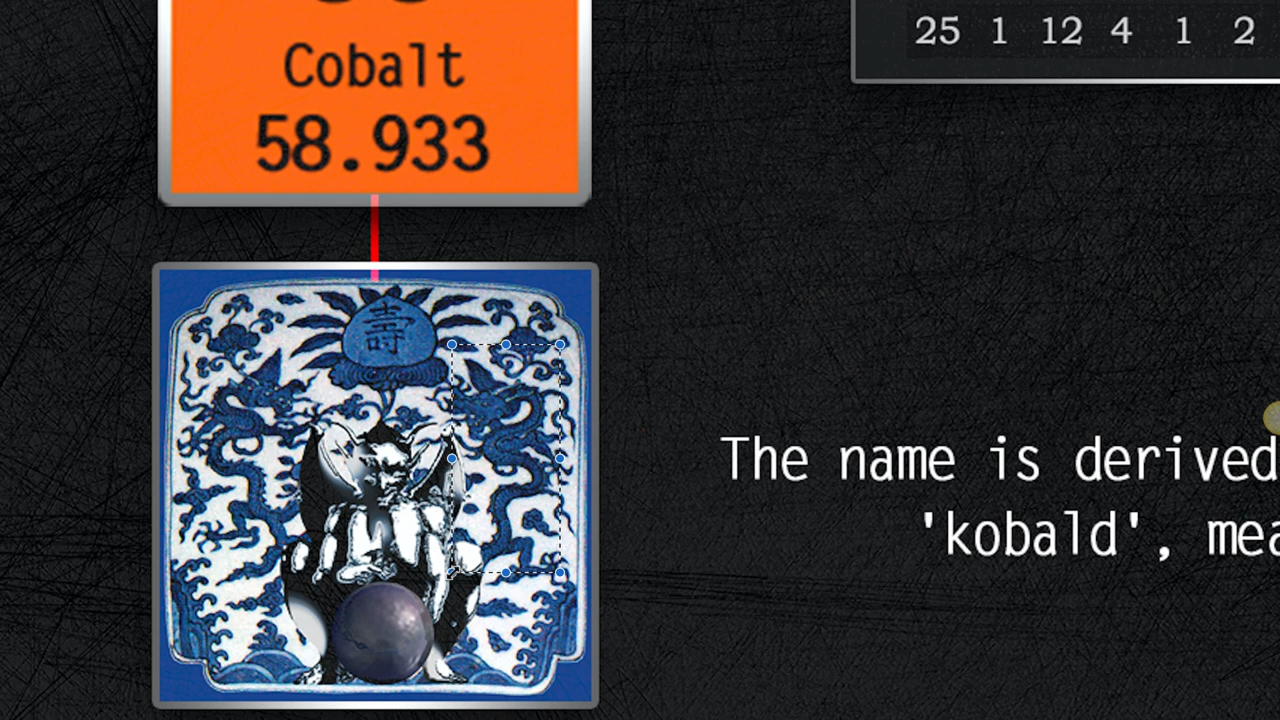 Cobalt
58.933
25 1 12 4 1 2
壽
The name is derived
'kobald', mea